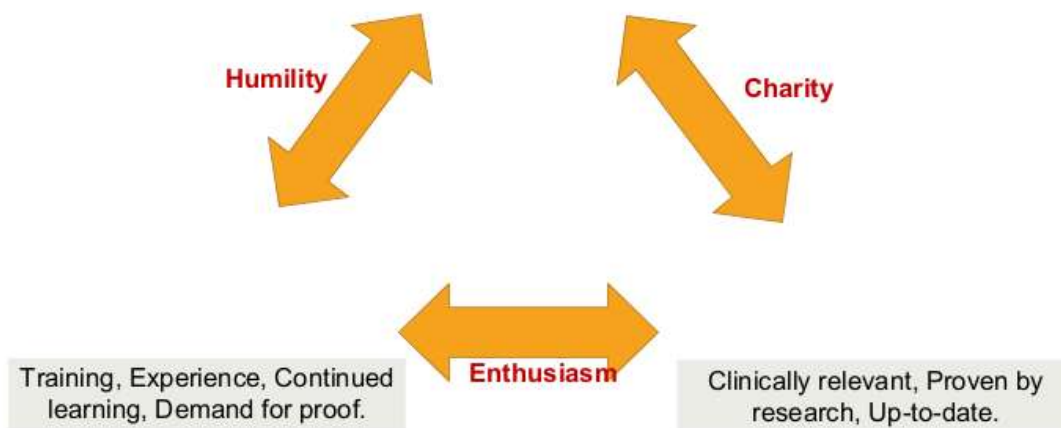 Humility
Charity
Enthusiasm
Training, Experience, Continued
learning, Demand for proof.
Clinically relevant, Proven by
research, Up-to-date.